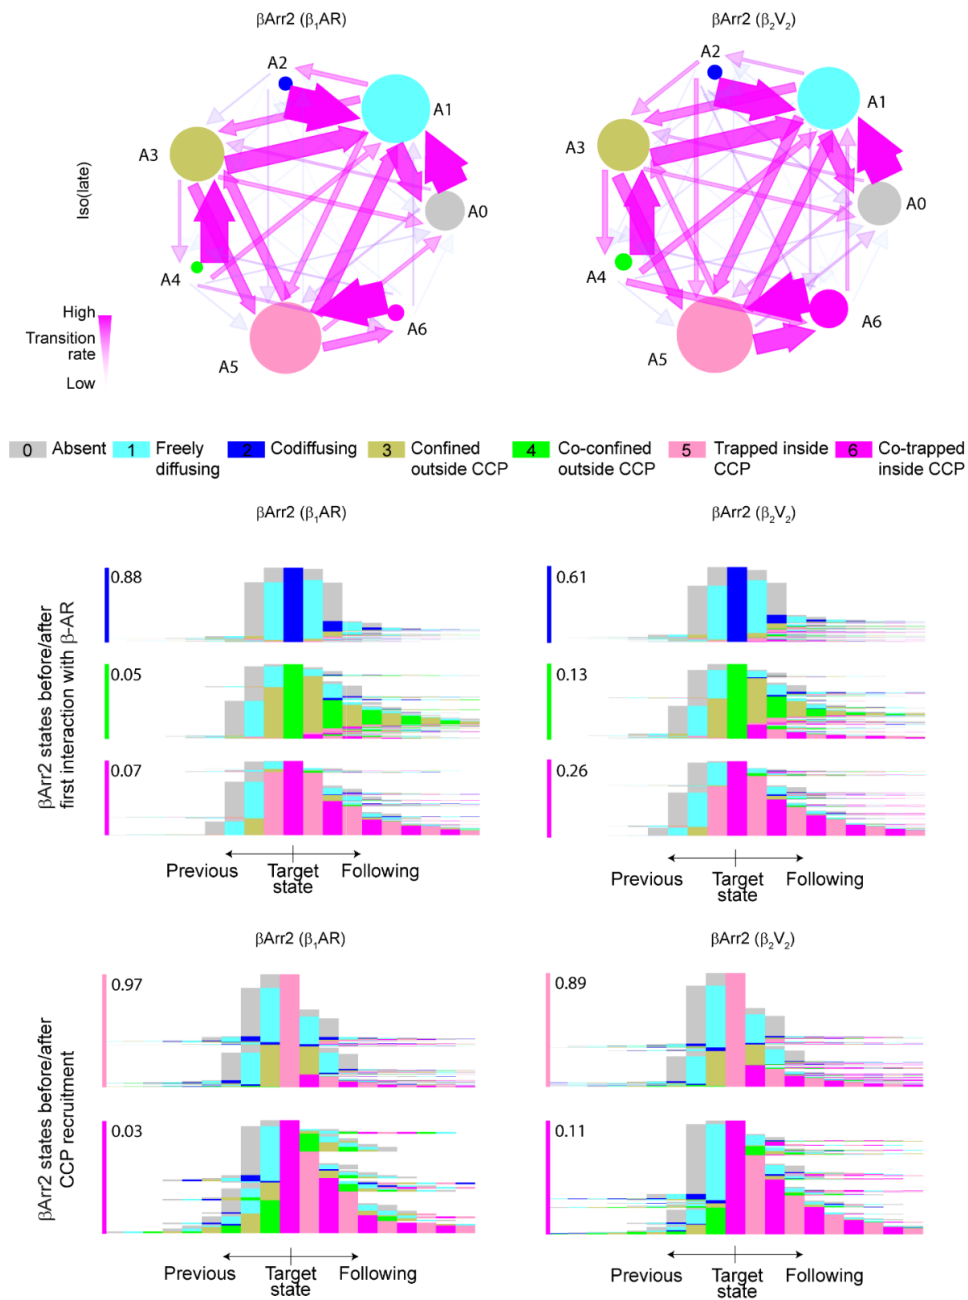 βArr2 (β₁AR)
βArr2 (β₂V₂)
Iso(late)
A2
A1
A3
A0
A4
A6
A5
A2
A1
A3
A0
A4
A6
A5
High
Transition
rate
Low
0 Absent
1 Freely
diffusing
2 Codiffusing
3 Confined
outside CCP
4 Co-confined
outside CCP
5 Trapped inside
CCP
6 Co-trapped
inside CCP
βArr2 (β₁AR)
βArr2 (β₂V₂)
βArr2 states before/after
first interaction with β-AR
0.88
0.61
0.05
0.13
0.07
0.26
Previous
Target
state
Following
Previous
Target
state
Following
βArr2 (β₁AR)
βArr2 (β₂V₂)
βArr2 states before/after
CCP recruitment
0.97
0.89
0.03
0.11
Previous
Target
state
Following
Previous
Target
state
Following